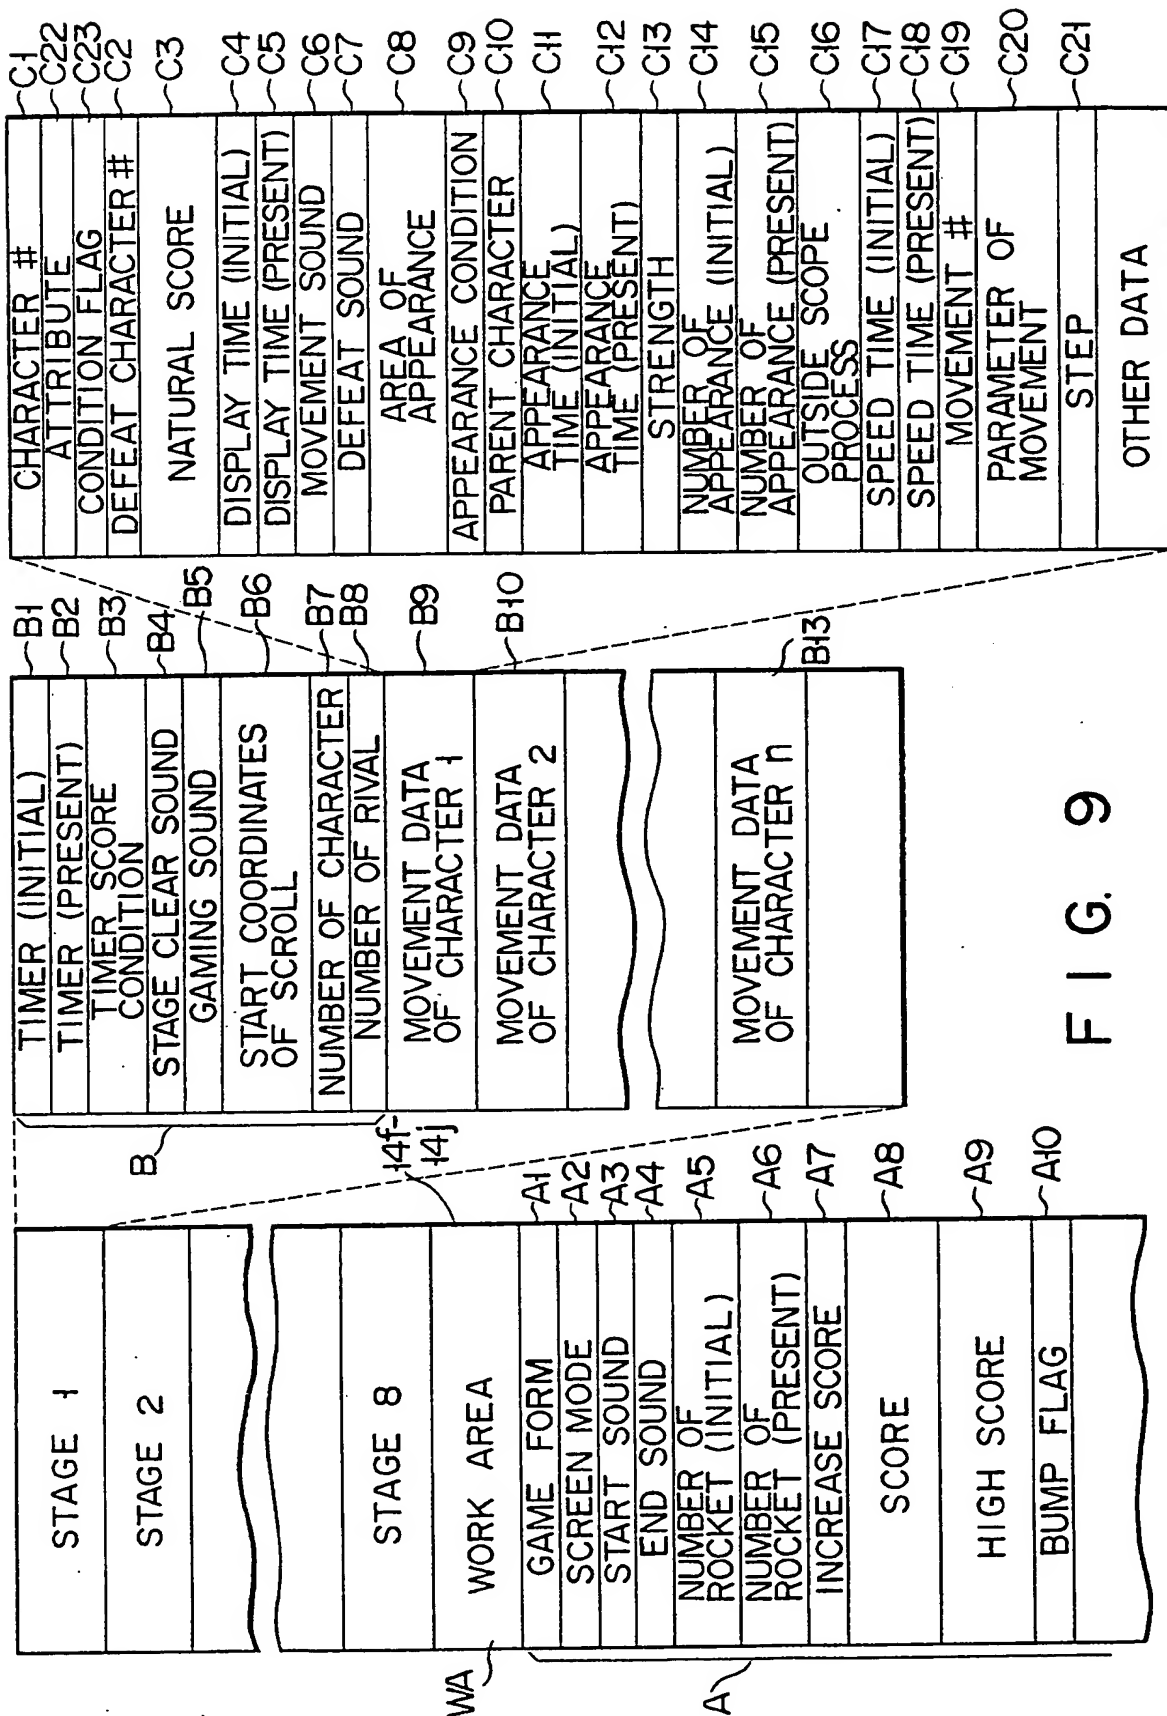 STAGE 1
STAGE 2
STAGE 8
WORK AREA
GAME FORM
SCREEN MODE
START SOUND
END SOUND
NUMBER OF
ROCKET (INITIAL)
NUMBER OF
ROCKET (PRESENT)
INCREASE SCORE
SCORE
HIGH SCORE
BUMP FLAG
WA
A
14f-
14j
A1
A2
A3
A4
A5
A6
A7
A8
A9
A10
TIMER (INITIAL)
TIMER (PRESENT)
TIMER SCORE
CONDITION
STAGE CLEAR SOUND
GAMING SOUND
START COORDINATES
OF SCROLL
NUMBER OF CHARACTER
NUMBER OF RIVAL
MOVEMENT DATA
OF CHARACTER 1
MOVEMENT DATA
OF CHARACTER 2
MOVEMENT DATA
OF CHARACTER n
B
B1
B2
B3
B4
B5
B6
B7
B8
B9
B10
B13
CHARACTER #
ATTRIBUTE
CONDITION FLAG
DEFEAT CHARACTER #
NATURAL SCORE
DISPLAY TIME (INITIAL)
DISPLAY TIME (PRESENT)
MOVEMENT SOUND
DEFEAT SOUND
AREA OF
APPEARANCE
APPEARANCE CONDITION
PARENT CHARACTER
APPEARANCE
TIME (INITIAL)
APPEARANCE
TIME (PRESENT)
STRENGTH
NUMBER OF
APPEARANCE (INITIAL)
NUMBER OF
APPEARANCE (PRESENT)
OUTSIDE SCOPE
PROCESS
SPEED TIME (INITIAL)
SPEED TIME (PRESENT)
MOVEMENT #
PARAMETER OF
MOVEMENT
STEP
OTHER DATA
C1
C22
C23
C2
C3
C4
C5
C6
C7
C8
C9
C10
C11
C12
C13
C14
C15
C16
C17
C18
C19
C20
C21
FIG. 9